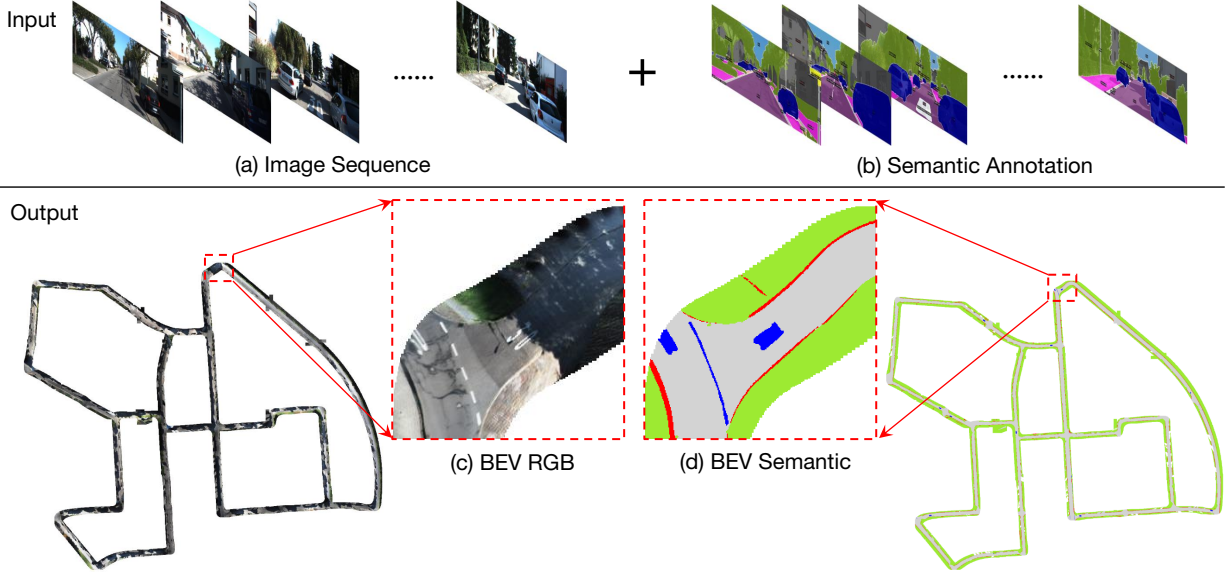 Input
......
+
......
(a) Image Sequence
(b) Semantic Annotation
Output
(c) BEV RGB
(d) BEV Semantic